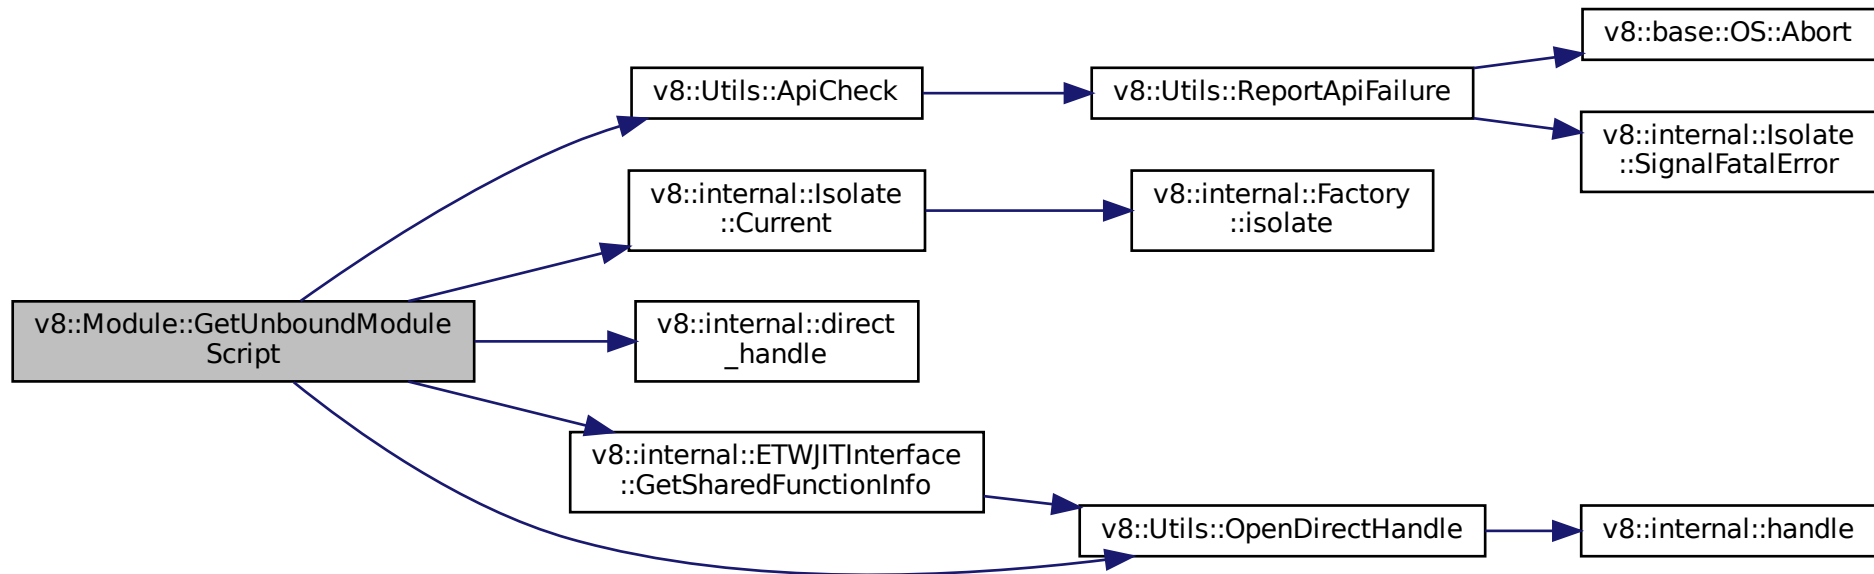 v8::Module::GetUnboundModule
Script
v8::Utils::ApiCheck
v8::Utils::ReportApiFailure
v8::base::OS::Abort
v8::internal::Isolate
::SignalFatalError
v8::internal::Isolate
::Current
v8::internal::Factory
::isolate
v8::internal::direct
_handle
v8::internal::ETWJITInterface
::GetSharedFunctionInfo
v8::Utils::OpenDirectHandle
v8::internal::handle